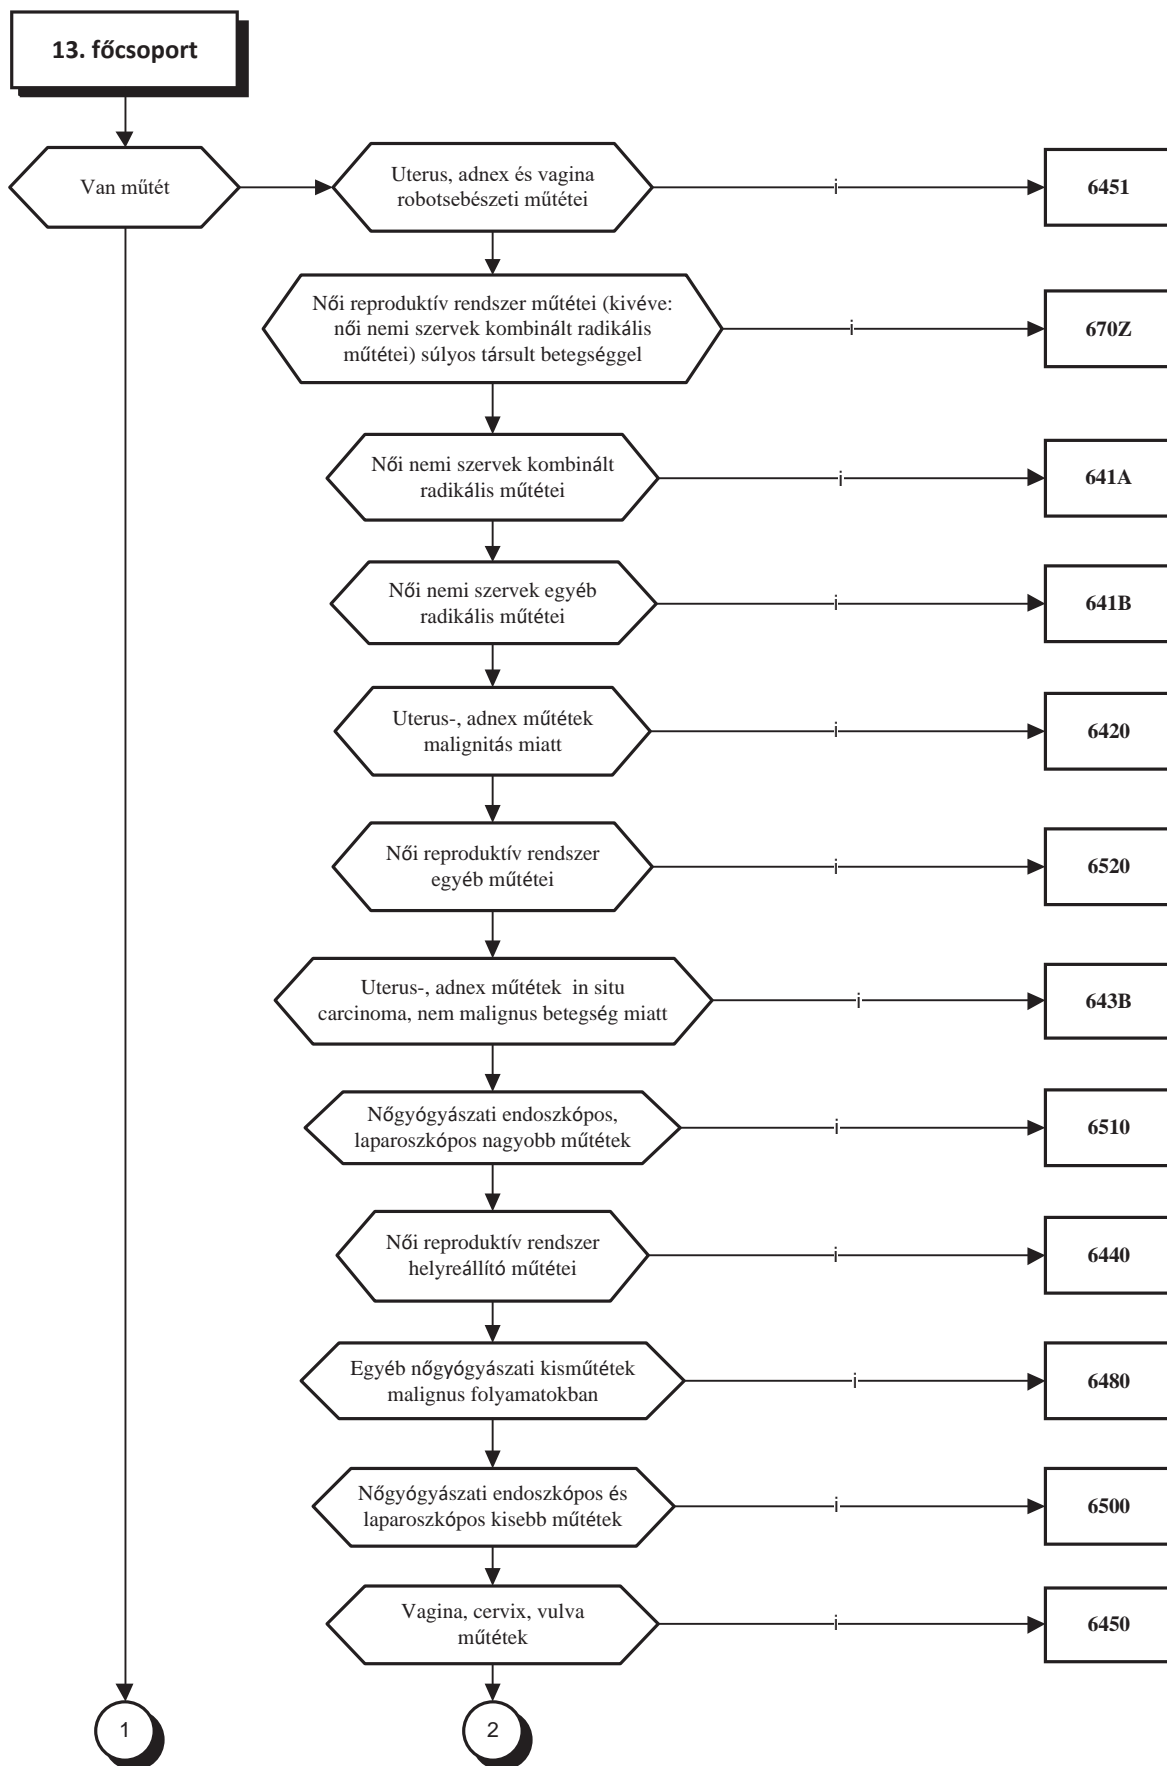 13. főcsoport
Van műtét
Uterus, adnex és vagina
robotsebészeti műtétei
i
6451
Női reproduktív rendszer műtétei (kivéve:
női nemi szervek kombinált radikális
műtétei) súlyos társult betegséggel
i
670Z
Női nemi szervek kombinált
radikális műtétei
i
641A
Női nemi szervek egyéb
radikális műtétei
i
641B
Uterus-, adnex műtétek
malignitás miatt
i
6420
Női reproduktív rendszer
egyéb műtétei
i
6520
Uterus-, adnex műtétek in situ
carcinoma, nem malignus betegség miatt
i
643B
Nőgyógyászati endoszkópos,
laparoszkópos nagyobb műtétek
i
6510
Női reproduktív rendszer
helyreállító műtétei
i
6440
Egyéb nőgyógyászati kisműtétek
malignus folyamatokban
i
6480
Nőgyógyászati endoszkópos és
laparoszkópos kisebb műtétek
i
6500
Vagina, cervix, vulva
műtétek
i
6450
1
2